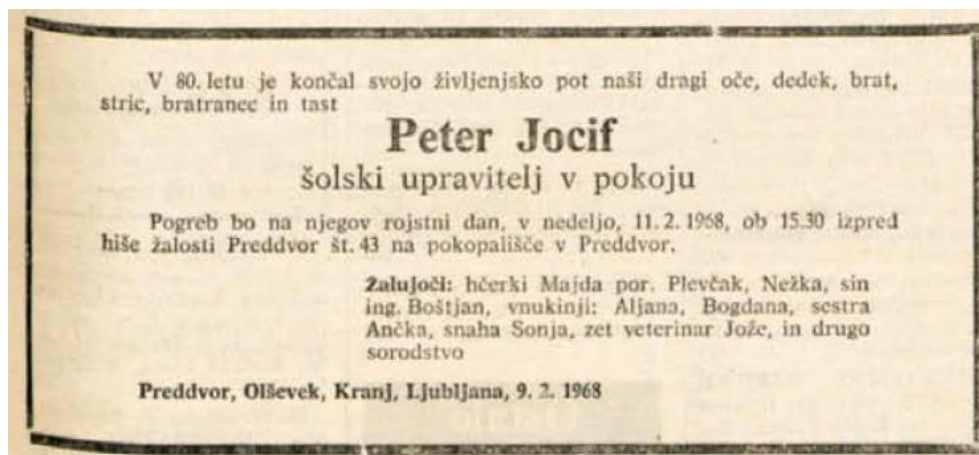 V 80. letu je končal svojo življenjsko pot naši dragi oče, dedek, brat,
stric, bratranec in tast
Peter Jocif
šolski upravitelj v pokoju
Pogreb bo na njegov rojstni dan, v nedeljo, 11. 2. 1968, ob 15.30 izpred
hiše žalosti Preddvor št. 43 na pokopališče v Preddvor.
Žalujoči: hčerki Majda por. Plevčak, Nežka, sin
ing. Boštjan, vnukinji: Aljana, Bogdana, sestra
Ančka, snaha Sonja, zet veterinar Jože, in drugo
sorodstvo
Preddvor, Olševek, Kranj, Ljubljana, 9. 2. 1968